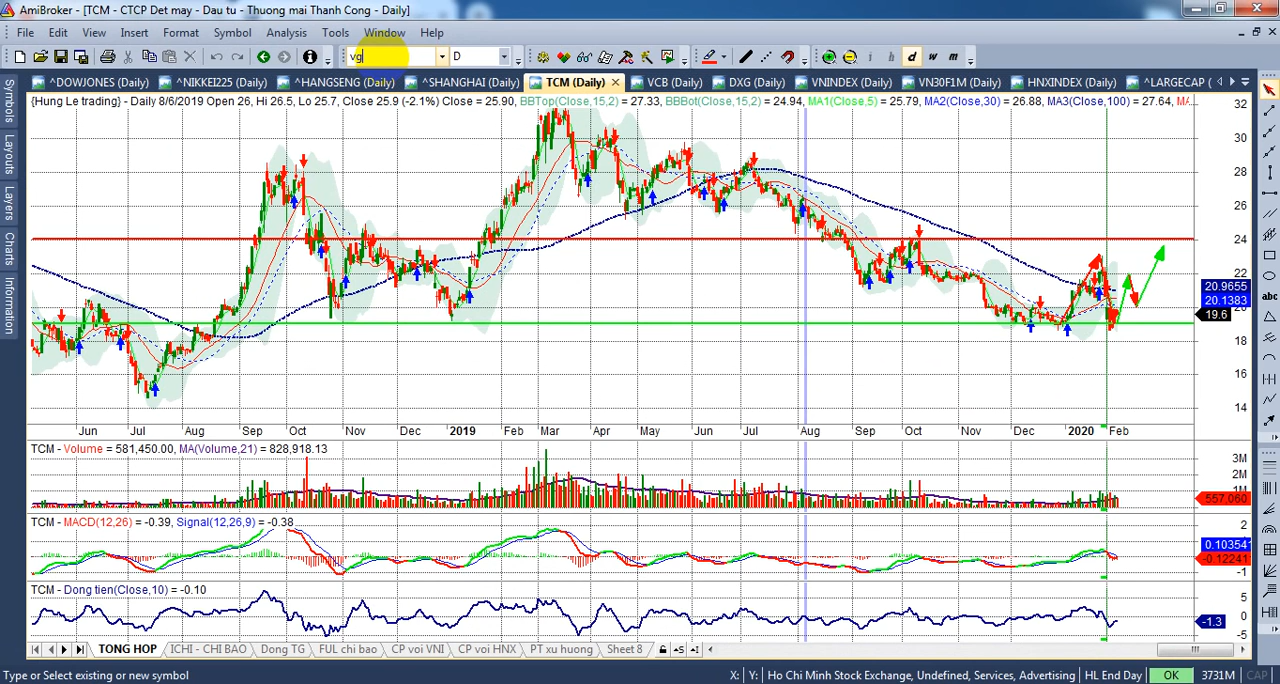 AmiBroker - [TCM - CTCP Det may - Dau tu - Thuong mai Thanh Cong - Daily]
File Edit View Insert Format Symbol Analysis Tools Window Help
vg D i h d w m
^DOWJONES (Daily) ^NIKKEI225 (Daily) ^HANGSENG (Daily) ^SHANGHAI (Daily) TCM (Daily) VCB (Daily) DXG (Daily) VNINDEX (Daily) VN30F1M (Daily) HNXINDEX (Daily) ^LARGECAP (
Symbols
Layouts
Layers
Charts
Information
{Hung Le trading} - Daily 8/6/2019 Open 26, Hi 26.5, Lo 25.7, Close 25.9 (-2.1%) Close = 25.90, BBTop(Close,15,2) = 27.33, BBBot(Close,15,2) = 24.94, MA1(Close,5) = 25.79, MA2(Close,30) = 26.88, MA3(Close,100) = 27.64,
32
30
28
26
24
22
20.9655
20.1383
19.6
18
16
14
Jun Jul Aug Sep Oct Nov Dec 2019 Feb Mar Apr May Jun Jul Aug Sep Oct Nov Dec 2020 Feb
TCM - Volume = 581,450.00, MA(Volume,21) = 828,918.13
3M
2M
557,060
TCM - MACD(12,26) = -0.39, Signal(12,26,9) = -0.38
2
0.103541
-0.12241
-1
TCM - Dong tien(Close,10) = -0.10
5
0
-1.3
-5
TONG HOP ICHI - CHI BAO Dong TG FUL chi bao CP voi VNI CP voi HNX PT xu huong Sheet 8
abc
Type or Select existing or new symbol X: Y: Ho Chi Minh Stock Exchange, Undefined, Services, Advertising HL End Day OK 3731M CAP